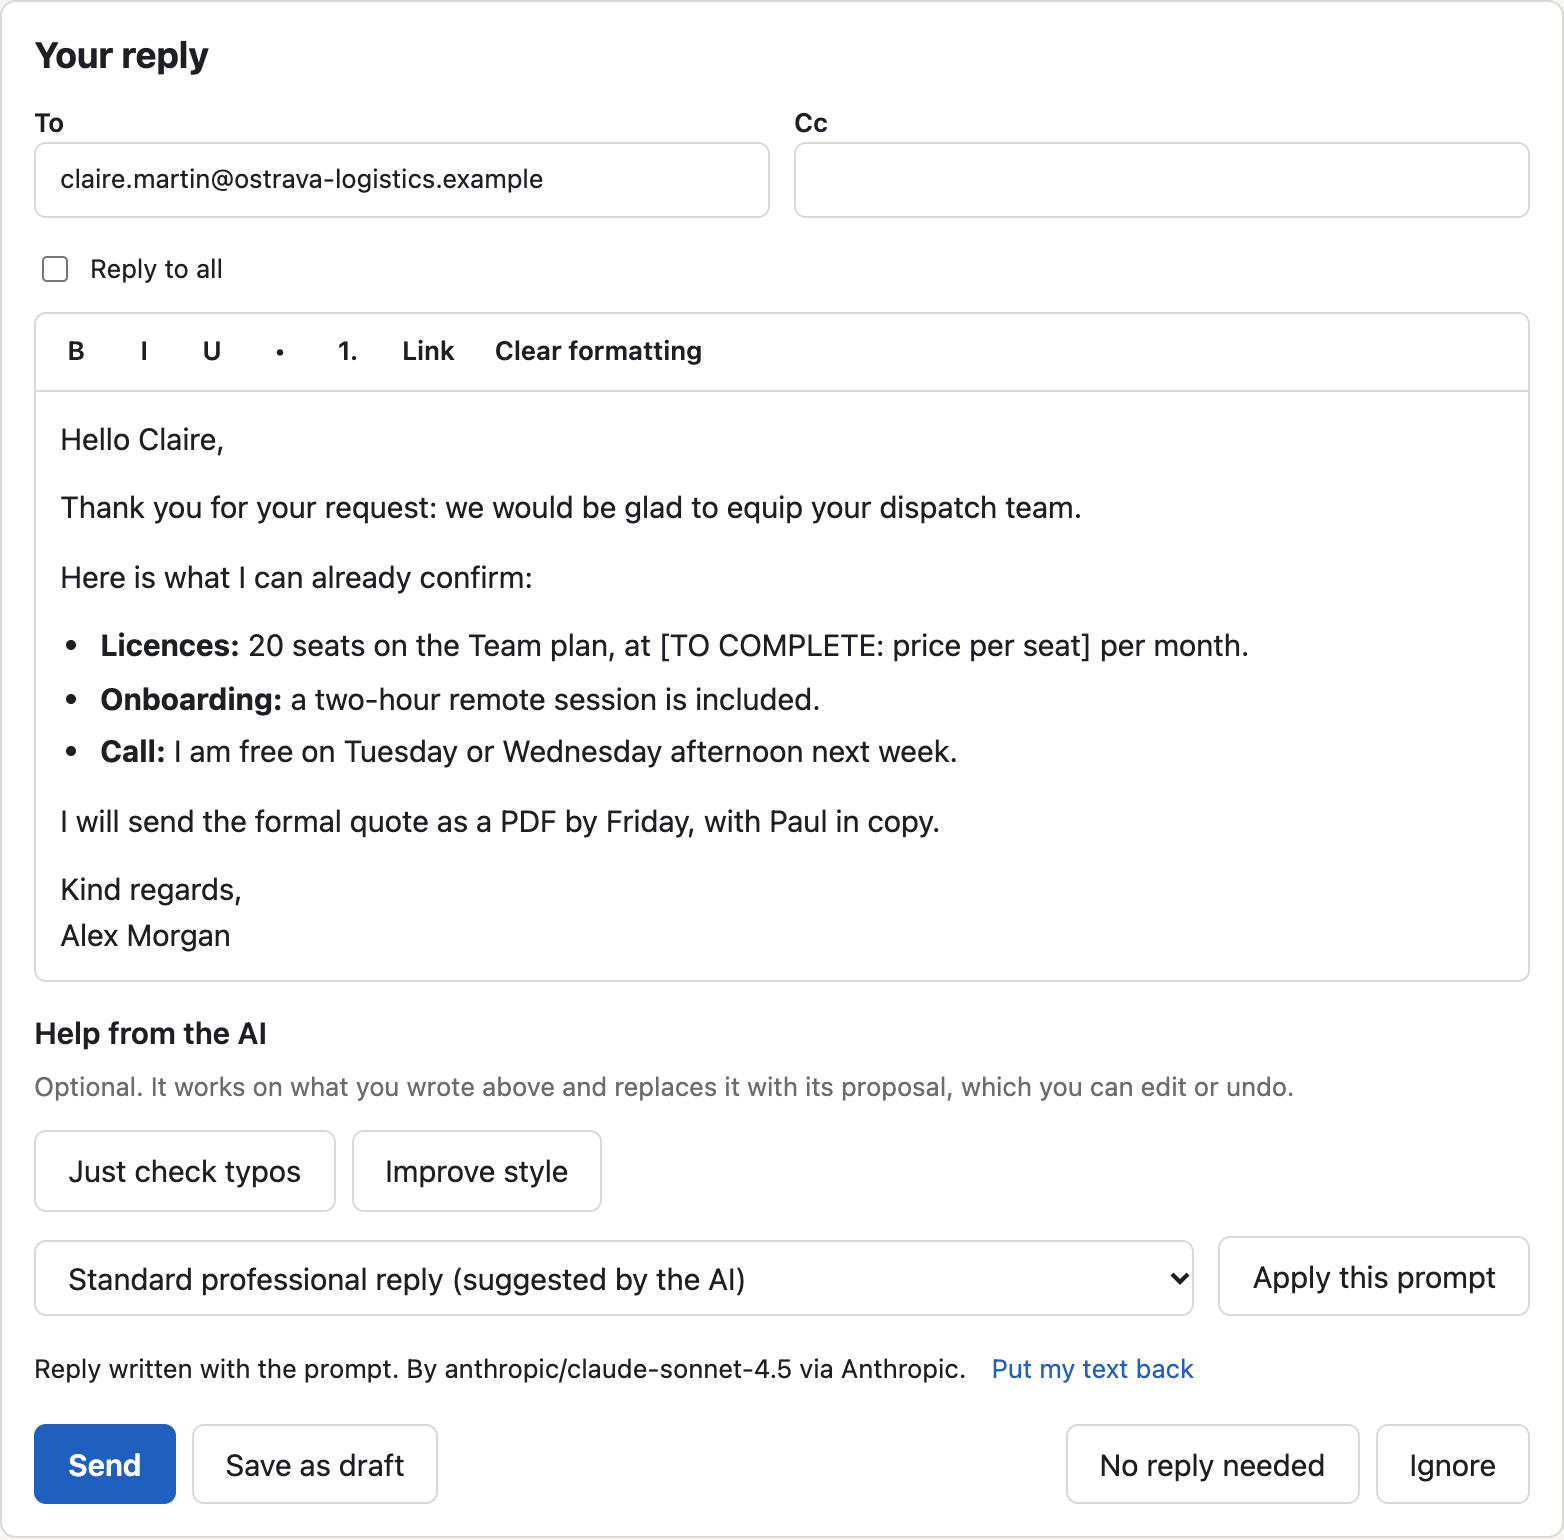 Your reply
To
Cc
claire.martin@ostrava-logistics.example
Reply to all
B I U • 1. Link Clear formatting
Hello Claire,
Thank you for your request: we would be glad to equip your dispatch team.
Here is what I can already confirm:
• Licences: 20 seats on the Team plan, at [TO COMPLETE: price per seat] per month.
• Onboarding: a two-hour remote session is included.
• Call: I am free on Tuesday or Wednesday afternoon next week.
I will send the formal quote as a PDF by Friday, with Paul in copy.
Kind regards,
Alex Morgan
Help from the AI
Optional. It works on what you wrote above and replaces it with its proposal, which you can edit or undo.
Just check typos
Improve style
Standard professional reply (suggested by the AI)
Apply this prompt
Reply written with the prompt. By anthropic/claude-sonnet-4.5 via Anthropic. Put my text back
Send
Save as draft
No reply needed
Ignore